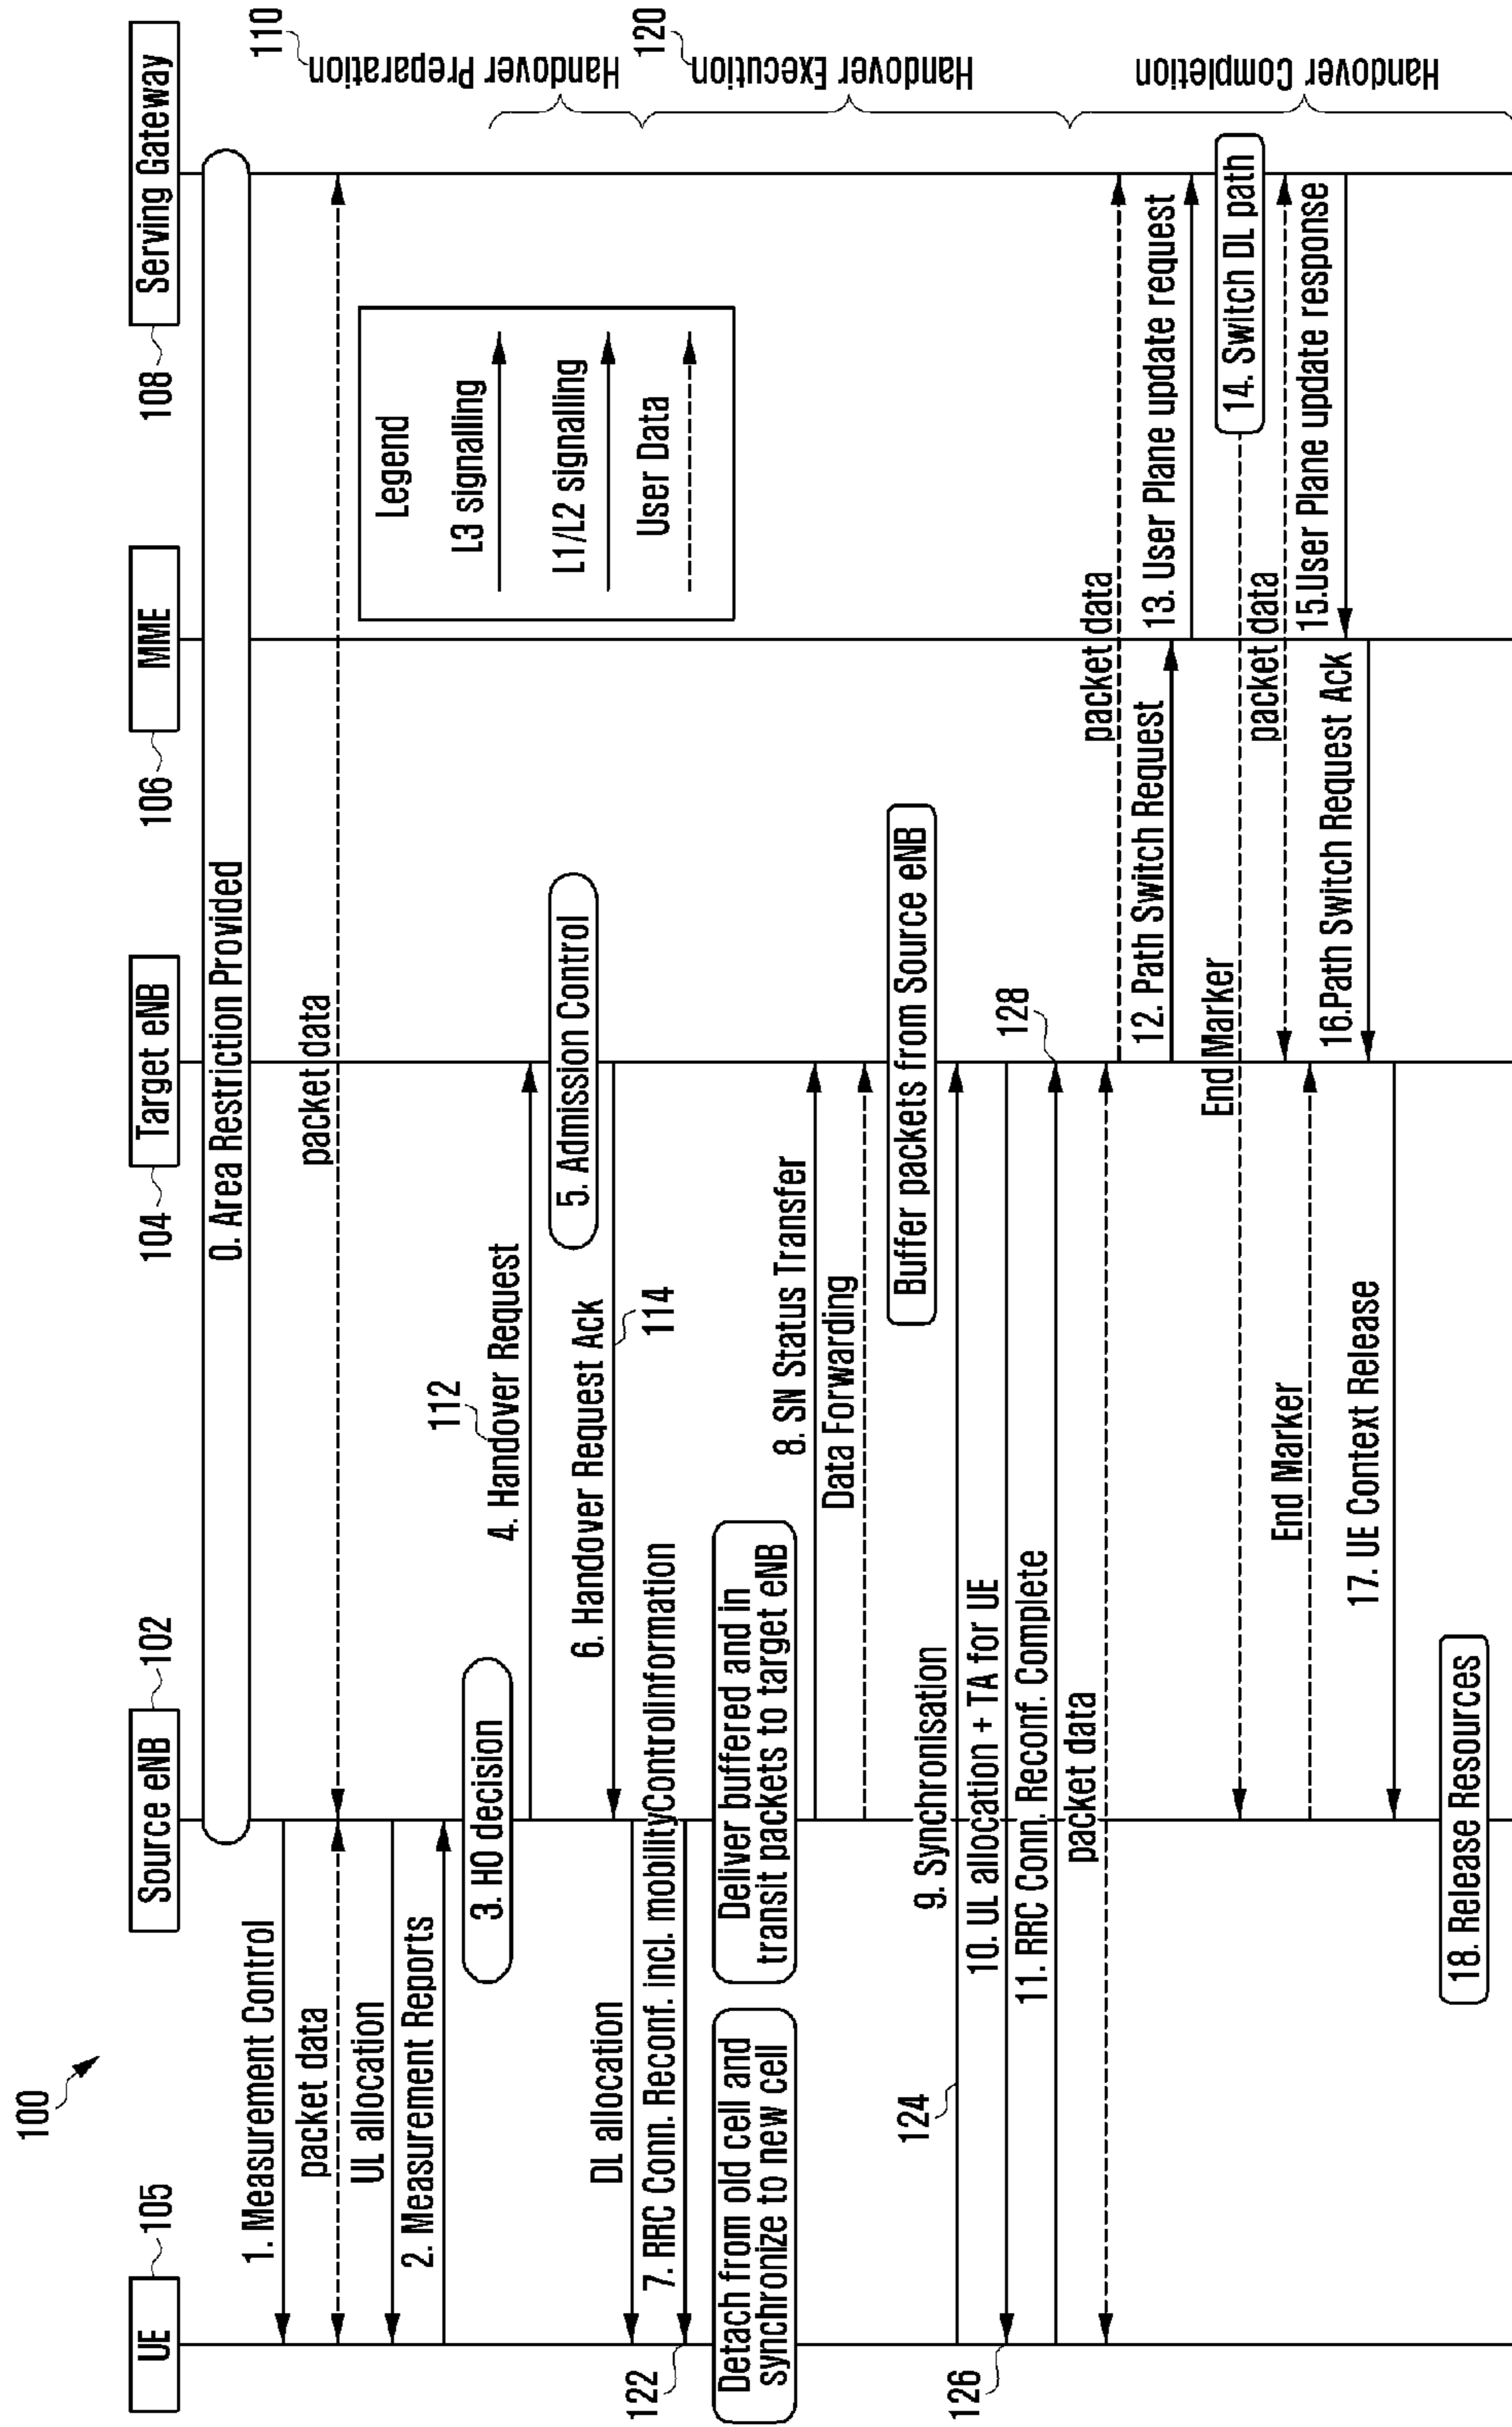 100
UE
105
Source eNB
102
Target eNB
104
MME
106
Serving Gateway
108
0. Area Restriction Provided
1. Measurement Control
packet data
packet data
UL allocation
2. Measurement Reports
3. HO decision
112
4. Handover Request
5. Admission Control
6. Handover Request Ack
114
Legend
L3 signalling
L1/L2 signalling
User Data
110
Handover Preparation
DL allocation
7. RRC Conn. Reconf. incl. mobilityControlinformation
122
Detach from old cell and
synchronize to new cell
Deliver buffered and in
transit packets to target eNB
8. SN Status Transfer
Data Forwarding
Buffer packets from Source eNB
120
Handover Execution
124
9. Synchronisation
10. UL allocation + TA for UE
126
11. RRC Conn. Reconf. Complete
128
packet data
packet data
12. Path Switch Request
13. User Plane update request
End Marker
14. Switch DL path
End Marker
packet data
15.User Plane update response
16.Path Switch Request Ack
17. UE Context Release
18. Release Resources
Handover Completion